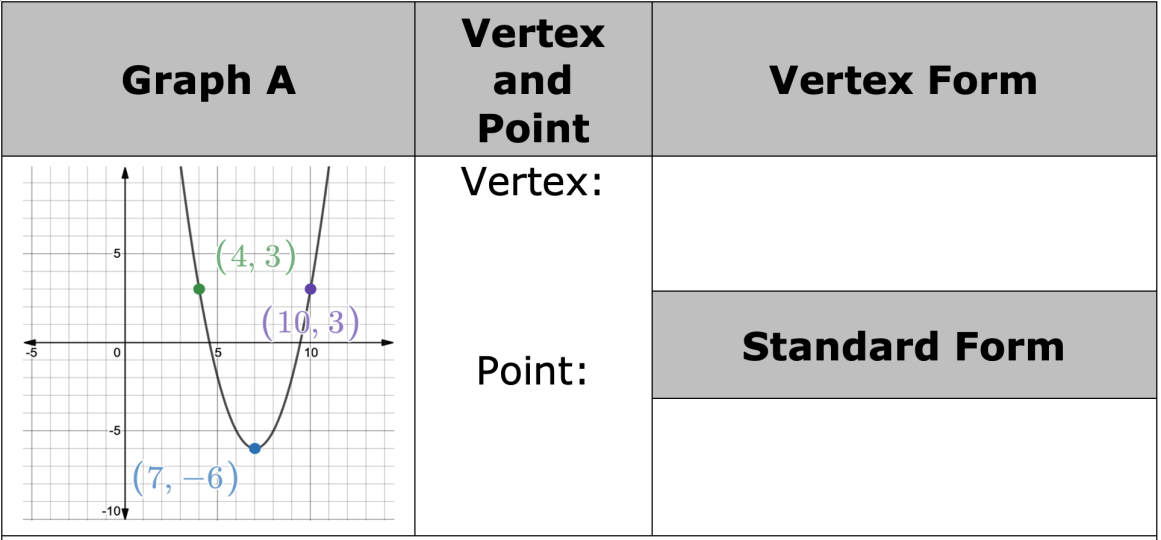 Graph A
Vertex
and
Point
Vertex Form
5
(4, 3)
(10, 3)
-5
0
5
10
-5
(7, −6)
-10
Vertex:
Point:
Standard Form